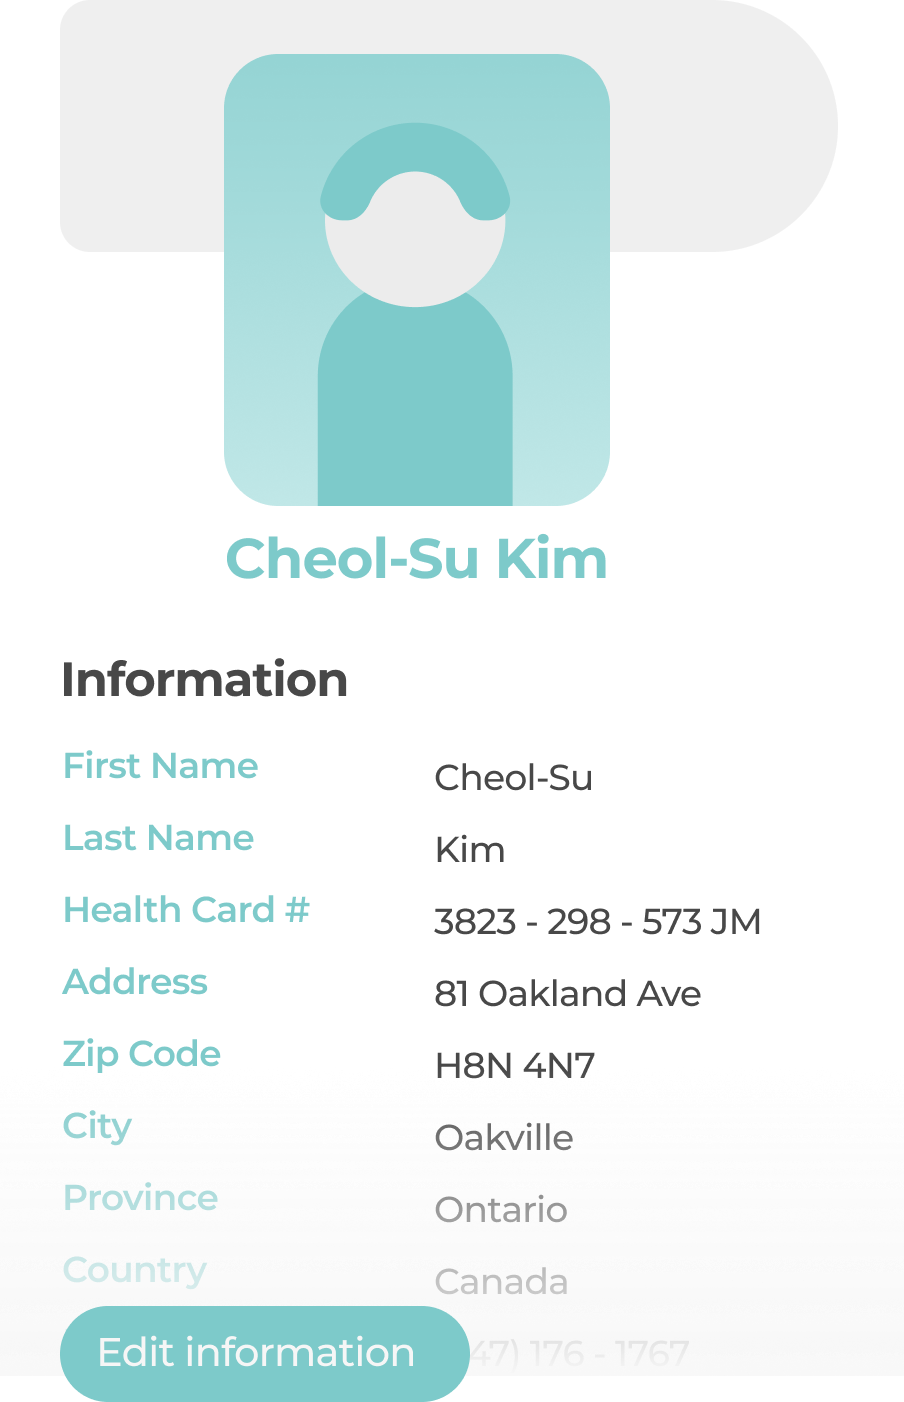 Cheol-Su Kim
Information
First Name Cheol-Su
Last Name Kim
Health Card # 3823 - 298 - 573 JM
Address 81 Oakland Ave
Zip Code H8N 4N7
City Oakville
Province Ontario
Country Canada
Edit information 47) 176 - 1767